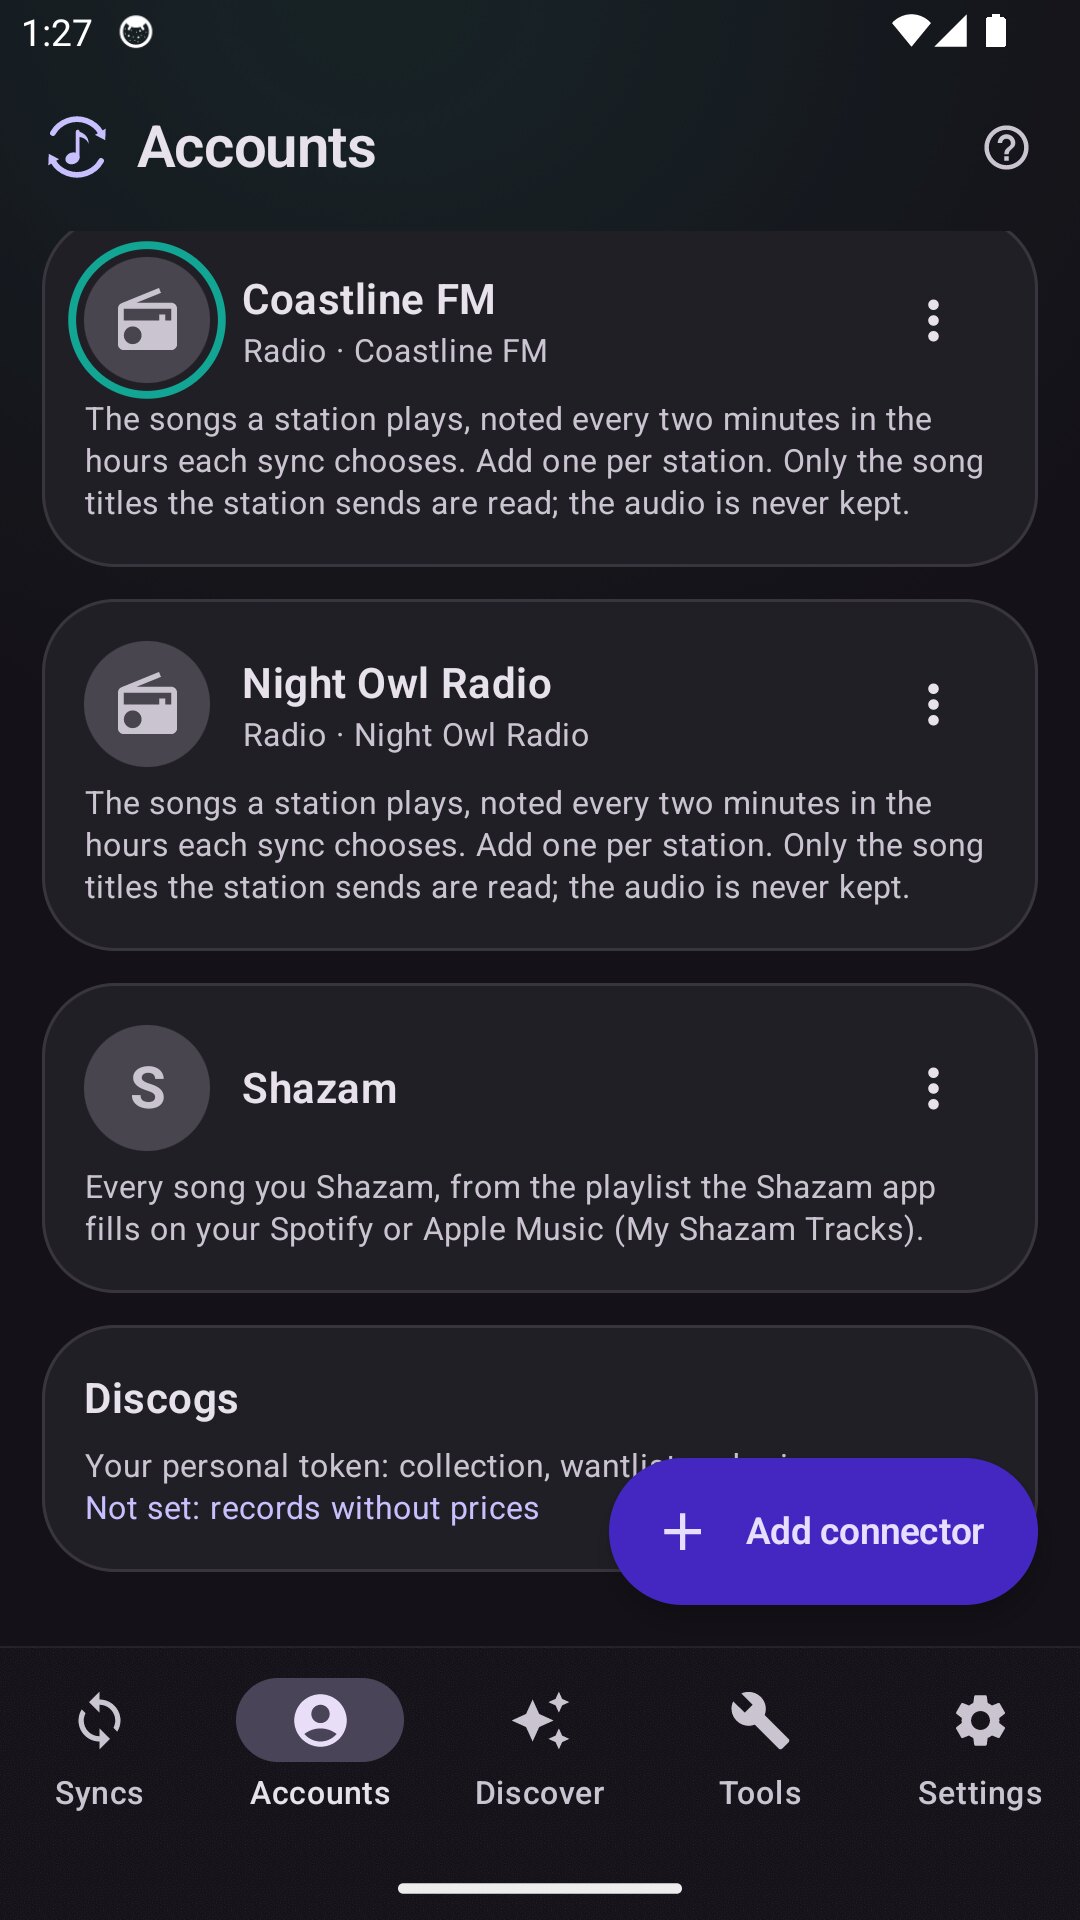 1:27
Accounts
Coastline FM
Radio · Coastline FM
The songs a station plays, noted every two minutes in the
hours each sync chooses. Add one per station. Only the song
titles the station sends are read; the audio is never kept.
Night Owl Radio
Radio · Night Owl Radio
The songs a station plays, noted every two minutes in the
hours each sync chooses. Add one per station. Only the song
titles the station sends are read; the audio is never kept.
S
Shazam
Every song you Shazam, from the playlist the Shazam app
fills on your Spotify or Apple Music (My Shazam Tracks).
Discogs
Your personal token: collection, wantlist
Not set: records without prices
Add connector
Syncs
Accounts
Discover
Tools
Settings